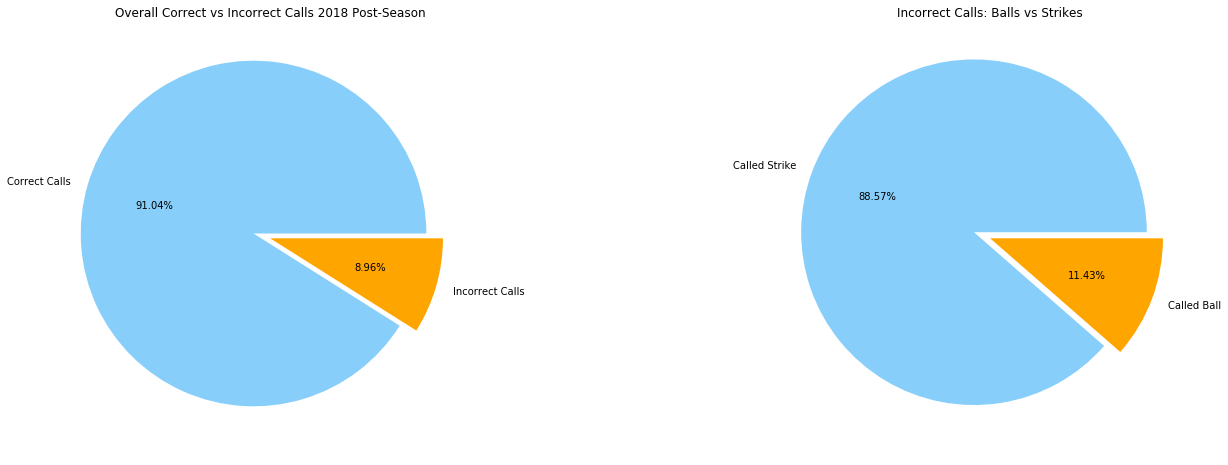 Overall Correct vs Incorrect Calls 2018 Post-Season
Correct Calls
91.04%
8.96%
Incorrect Calls
Incorrect Calls: Balls vs Strikes
Called Strike
88.57%
11.43%
Called Ball